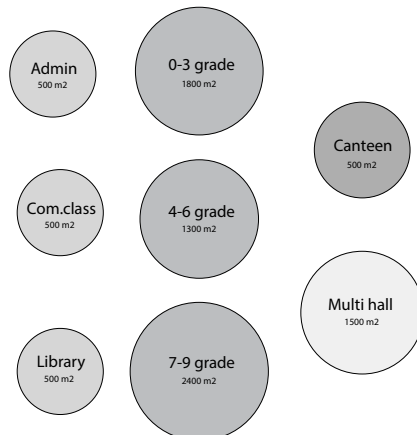 Admin
500 m2
0-3 grade
1800 m2
Canteen
500 m2
Com.class
500 m2
4-6 grade
1300 m2
Multi hall
1500 m2
Library
500 m2
7-9 grade
2400 m2